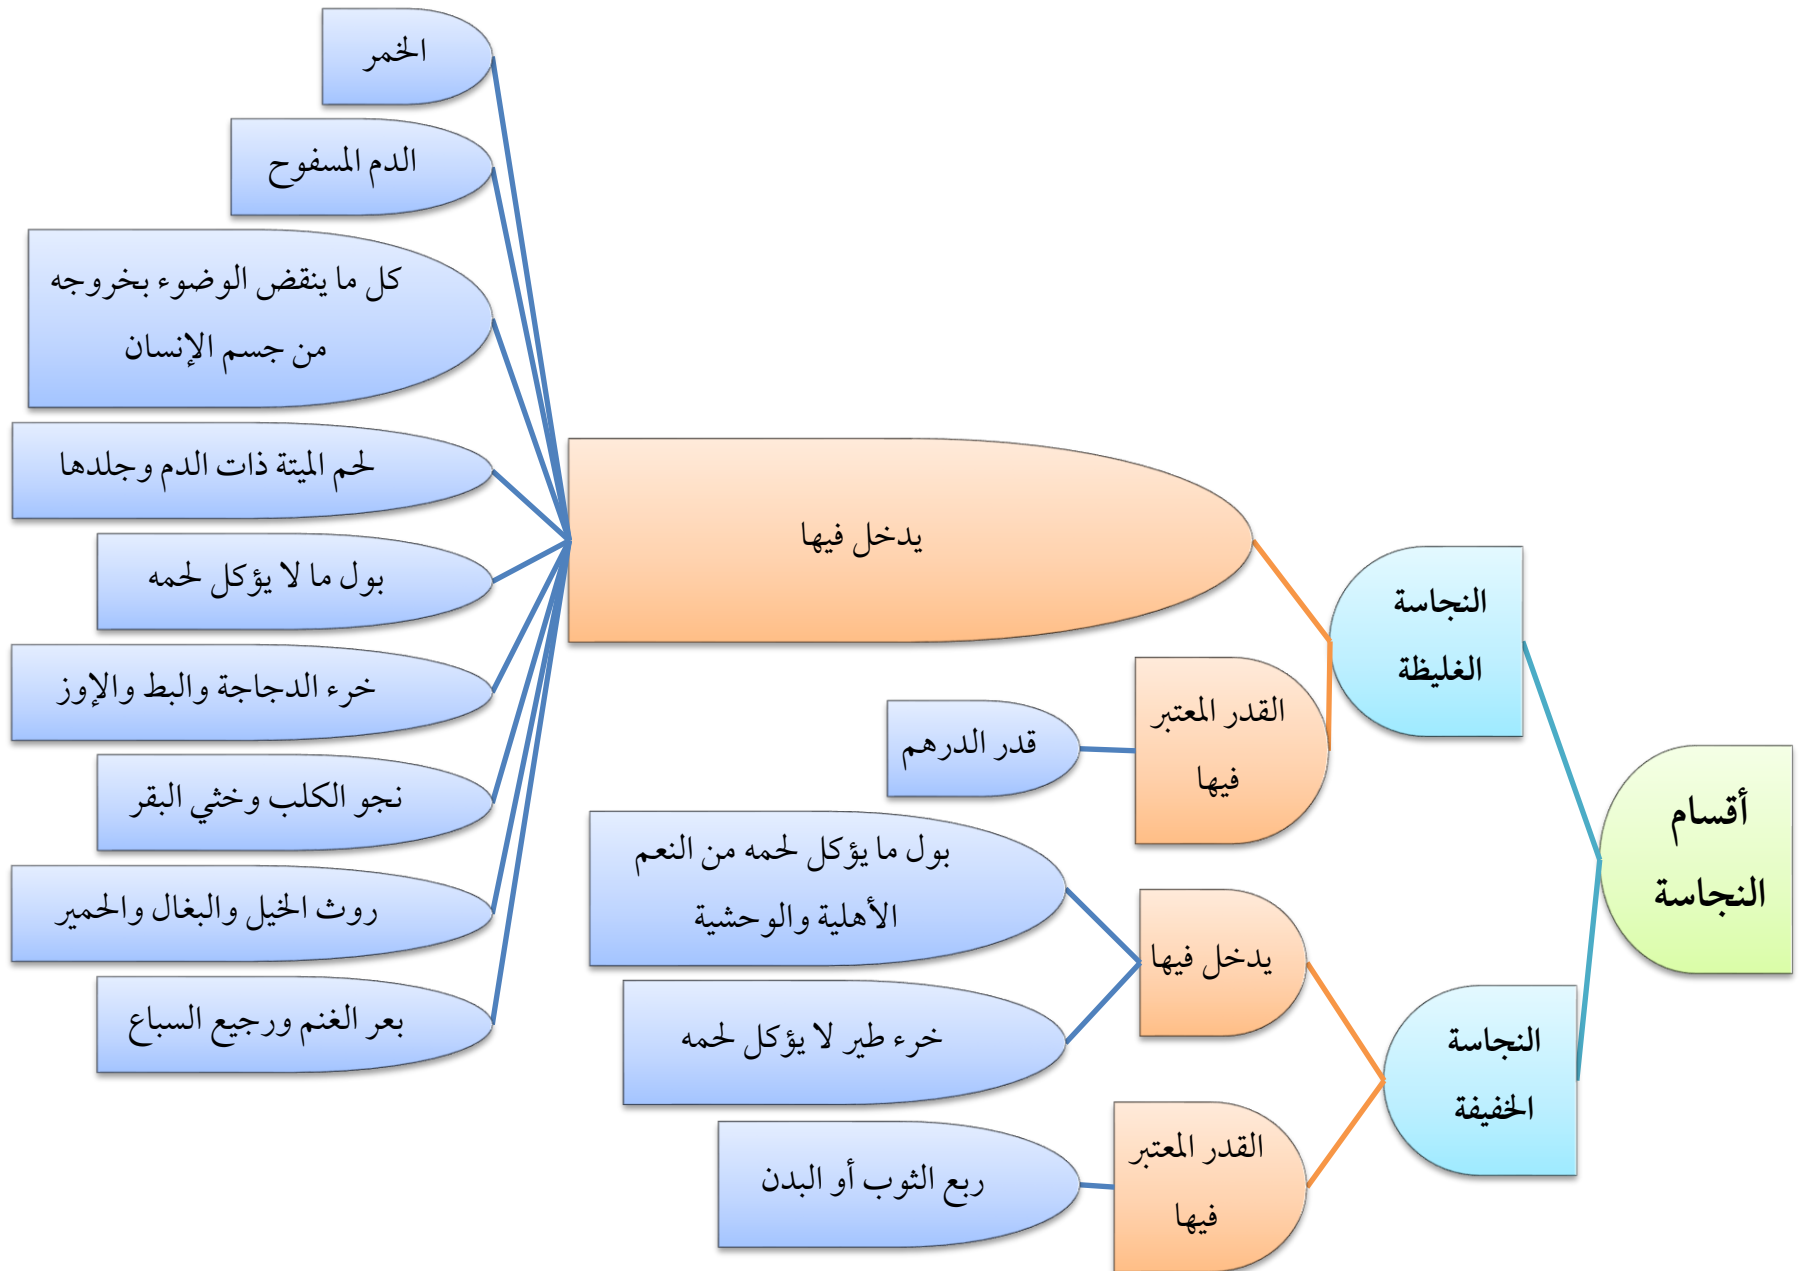 أقسام
النجاسة
النجاسة
الغليظة
يدخل فيها
الخمر
الدم المسفوح
كل ما ينقض الوضوء بخروجه
من جسم الإنسان
لحم الميتة ذات الدم وجلدها
بول ما لا يؤكل لحمه
خرء الدجاجة والبط والإوز
نجو الكلب وخثي البقر
روث الخيل والبغال والحمير
بعر الغنم ورجيع السباع
القدر المعتبر
فيها
قدر الدرهم
النجاسة
الخفيفة
يدخل فيها
بول ما يؤكل لحمه من النعم
الأهلية والوحشية
خرء طير لا يؤكل لحمه
القدر المعتبر
فيها
ربع الثوب أو البدن